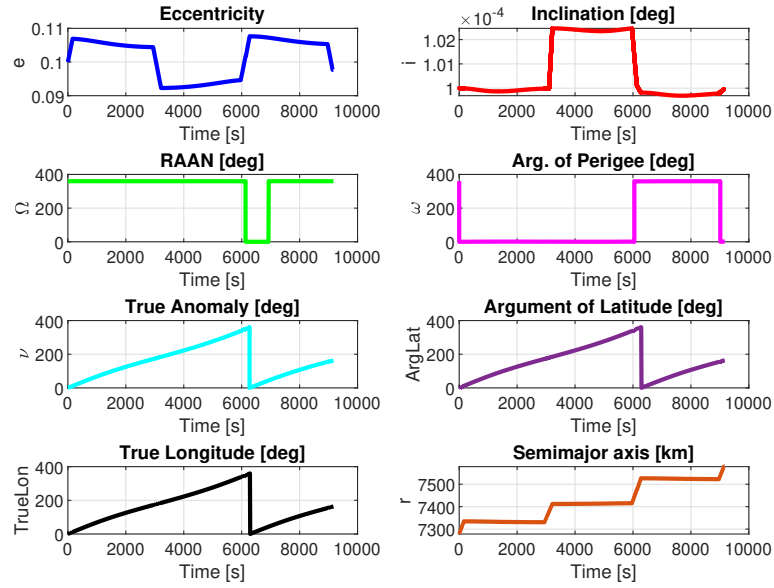 Eccentricity
0.11
0.1
0.09
e
0 2000 4000 6000 8000 10000
Time [s]
Inclination [deg]
×10⁻⁴
1.02
1.01
1
i
0 2000 4000 6000 8000 10000
Time [s]
RAAN [deg]
400
200
0
Ω
0 2000 4000 6000 8000 10000
Time [s]
Arg. of Perigee [deg]
400
200
0
ω
0 2000 4000 6000 8000 10000
Time [s]
True Anomaly [deg]
400
200
0
ν
0 2000 4000 6000 8000 10000
Time [s]
Argument of Latitude [deg]
400
200
0
ArgLat
0 2000 4000 6000 8000 10000
Time [s]
True Longitude [deg]
400
200
0
TrueLon
0 2000 4000 6000 8000 10000
Time [s]
Semimajor axis [km]
7500
7400
7300
r
0 2000 4000 6000 8000 10000
Time [s]